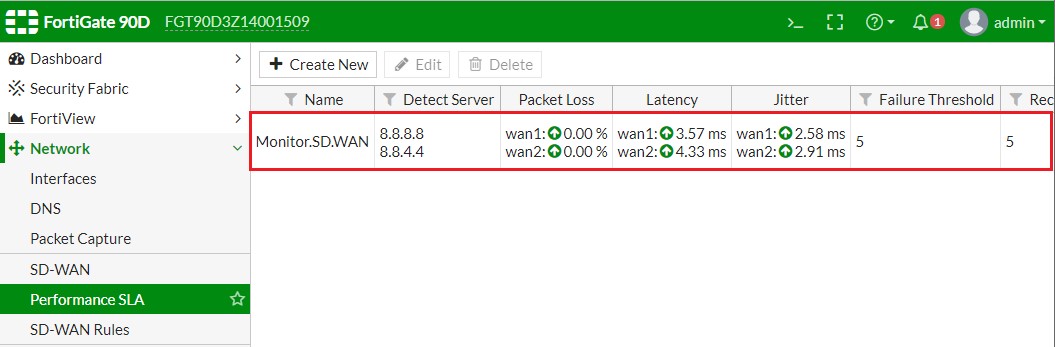 FortiGate 90D FGT90D3Z14001509 >_ ? 1 admin
Dashboard
Security Fabric
FortiView
Network
Interfaces
DNS
Packet Capture
SD-WAN
Performance SLA
SD-WAN Rules
+ Create New Edit Delete
Name Detect Server Packet Loss Latency Jitter Failure Threshold Rec
Monitor.SD.WAN 8.8.8.8 wan1: 0.00 % wan1: 3.57 ms wan1: 2.58 ms 5 5
8.8.4.4 wan2: 0.00 % wan2: 4.33 ms wan2: 2.91 ms